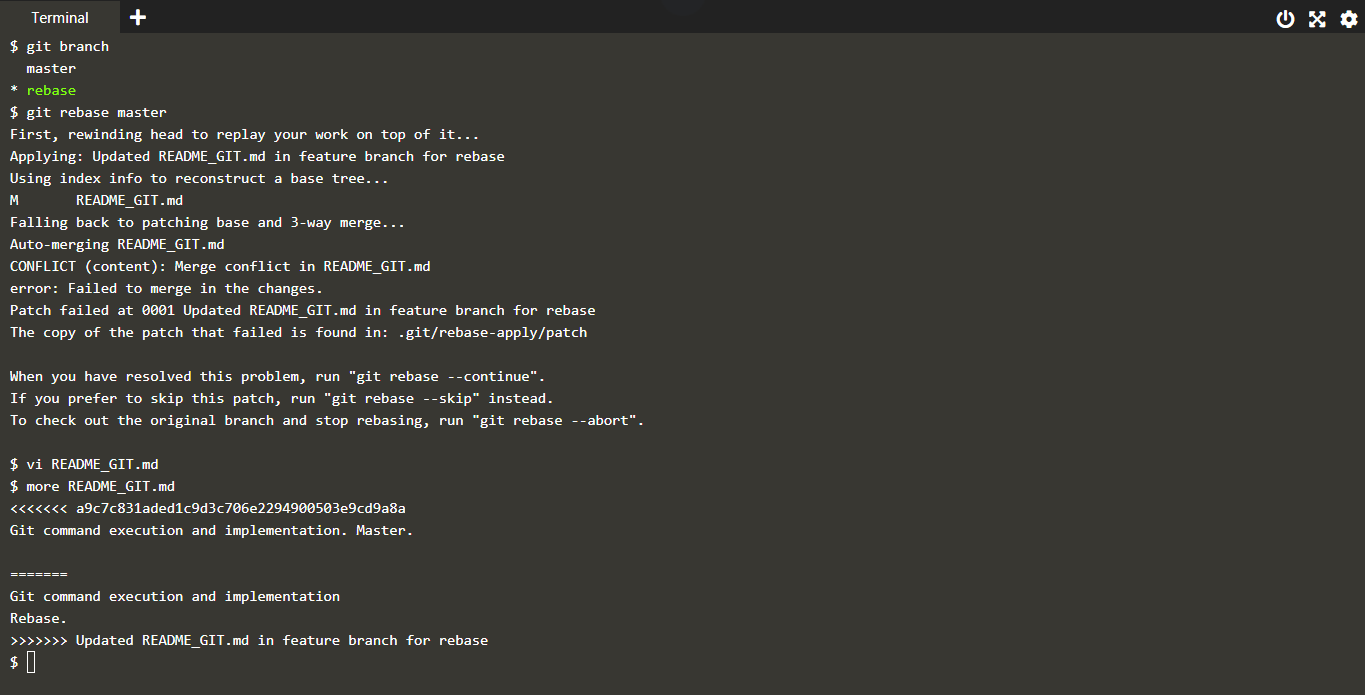 Terminal
$ git branch
  master
* rebase
$ git rebase master
First, rewinding head to replay your work on top of it...
Applying: Updated README_GIT.md in feature branch for rebase
Using index info to reconstruct a base tree...
M       README_GIT.md
Falling back to patching base and 3-way merge...
Auto-merging README_GIT.md
CONFLICT (content): Merge conflict in README_GIT.md
error: Failed to merge in the changes.
Patch failed at 0001 Updated README_GIT.md in feature branch for rebase
The copy of the patch that failed is found in: .git/rebase-apply/patch

When you have resolved this problem, run "git rebase --continue".
If you prefer to skip this patch, run "git rebase --skip" instead.
To check out the original branch and stop rebasing, run "git rebase --abort".

$ vi README_GIT.md
$ more README_GIT.md
<<<<<<< a9c7c831aded1c9d3c706e2294900503e9cd9a8a
Git command execution and implementation. Master.

=======
Git command execution and implementation
Rebase.
>>>>>>> Updated README_GIT.md in feature branch for rebase
$